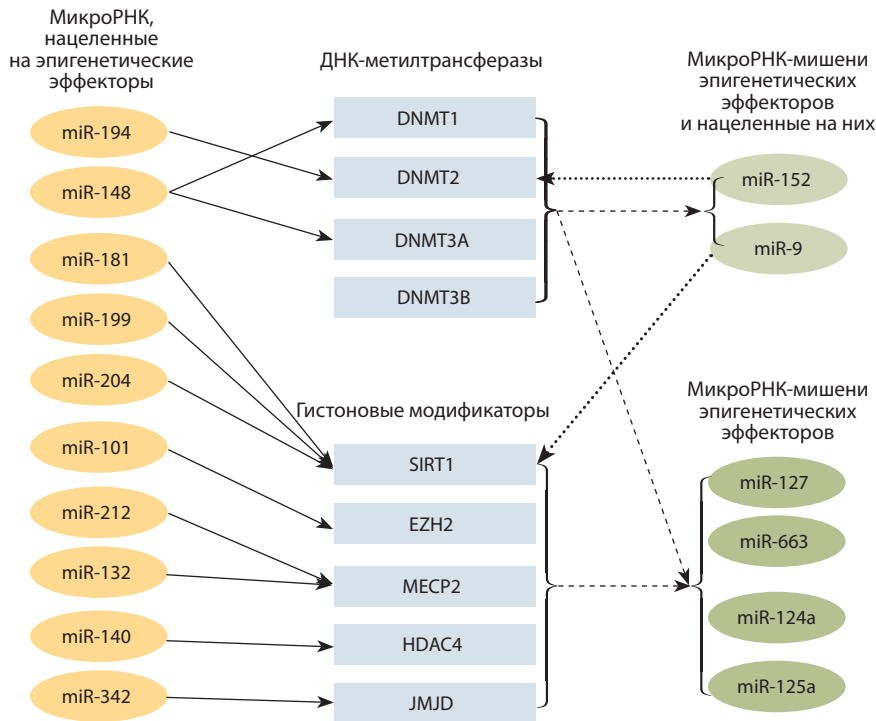 МикроРНК,
нацеленные
на эпигенетические
эффекторы
miR-194
miR-148
miR-181
miR-199
miR-204
miR-101
miR-212
miR-132
miR-140
miR-342
ДНК-метилтрансферазы
DNMT1
DNMT2
DNMT3A
DNMT3B
Гистоновые модификаторы
SIRT1
EZH2
MECP2
HDAC4
JMJD
МикроРНК-мишени
эпигенетических
эффекторов
и нацеленные на них
miR-152
miR-9
МикроРНК-мишени
эпигенетических
эффекторов
miR-127
miR-663
miR-124a
miR-125a